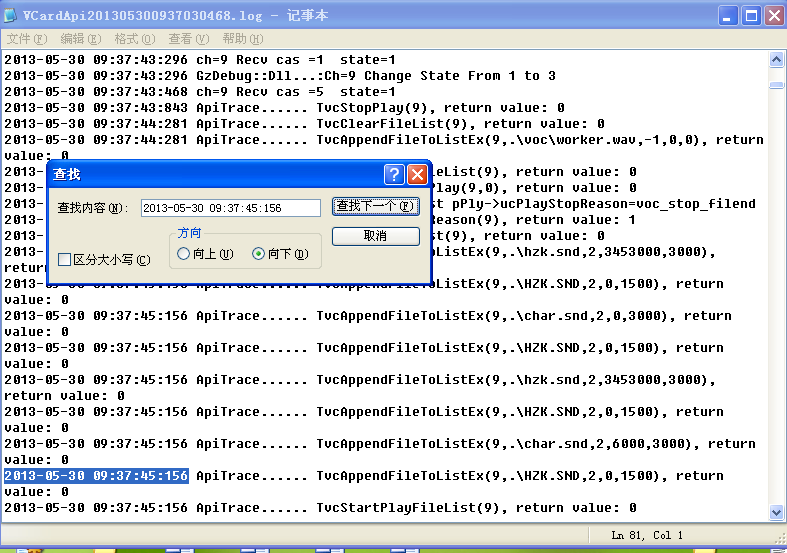 VCardApi201305300937030468.log - 记事本
文件(F) 编辑(E) 格式(O) 查看(V) 帮助(H)
2013-05-30 09:37:43:296 ch=9 Recv cas =1  state=1
2013-05-30 09:37:43:296 GzDebug::Dll...:Ch=9 Change State From 1 to 3
2013-05-30 09:37:43:468 ch=9 Recv cas =5  state=1
2013-05-30 09:37:43:843 ApiTrace...... TvcStopPlay(9), return value: 0
2013-05-30 09:37:44:281 ApiTrace...... TvcClearFileList(9), return value: 0
2013-05-30 09:37:44:281 ApiTrace...... TvcAppendFileToListEx(9,.\voc\worker.wav,-1,0,0), return
value: 0
2013- leList(9), return value: 0
2013- lay(9,0), return value: 0
2013- t pPly->ucPlayStopReason=voc_stop_filend
2013- Reason(9), return value: 1
2013- st(9), return value: 0
2013- stEx(9,.\hzk.snd,2,3453000,3000),
retur
2013-05-30 09:37:45:156 ApiTrace...... TvcAppendFileToListEx(9,.\HZK.SND,2,0,1500), return
value: 0
2013-05-30 09:37:45:156 ApiTrace...... TvcAppendFileToListEx(9,.\char.snd,2,0,3000), return
value: 0
2013-05-30 09:37:45:156 ApiTrace...... TvcAppendFileToListEx(9,.\HZK.SND,2,0,1500), return
value: 0
2013-05-30 09:37:45:156 ApiTrace...... TvcAppendFileToListEx(9,.\hzk.snd,2,3453000,3000),
return value: 0
2013-05-30 09:37:45:156 ApiTrace...... TvcAppendFileToListEx(9,.\HZK.SND,2,0,1500), return
value: 0
2013-05-30 09:37:45:156 ApiTrace...... TvcAppendFileToListEx(9,.\char.snd,2,6000,3000), return
value: 0
2013-05-30 09:37:45:156 ApiTrace...... TvcAppendFileToListEx(9,.\HZK.SND,2,0,1500), return
value: 0
2013-05-30 09:37:45:156 ApiTrace...... TvcStartPlayFileList(9), return value: 0
查找
查找内容(N): 2013-05-30 09:37:45:156 查找下一个(F)
方向 取消
区分大小写(C) 向上(U) 向下(D)
Ln 81, Col 1